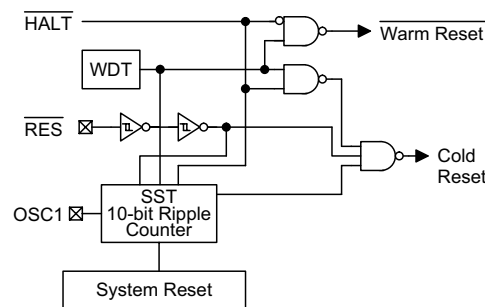 HALT
Warm Reset
WDT
RES
Cold
Reset
SST
10-bit Ripple
Counter
OSC1
System Reset